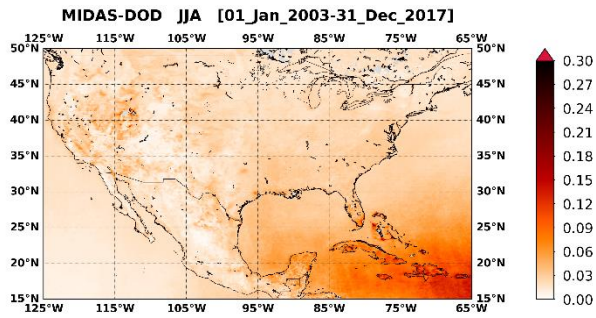 MIDAS-DOD JJA [01_Jan_2003-31_Dec_2017]
125°W 115°W 105°W 95°W 85°W 75°W 65°W
50°N 50°N
45°N 45°N
40°N 40°N
35°N 35°N
30°N 30°N
25°N 25°N
20°N 20°N
15°N 15°N
125°W 115°W 105°W 95°W 85°W 75°W 65°W
0.30
0.27
0.24
0.21
0.18
0.15
0.12
0.09
0.06
0.03
0.00